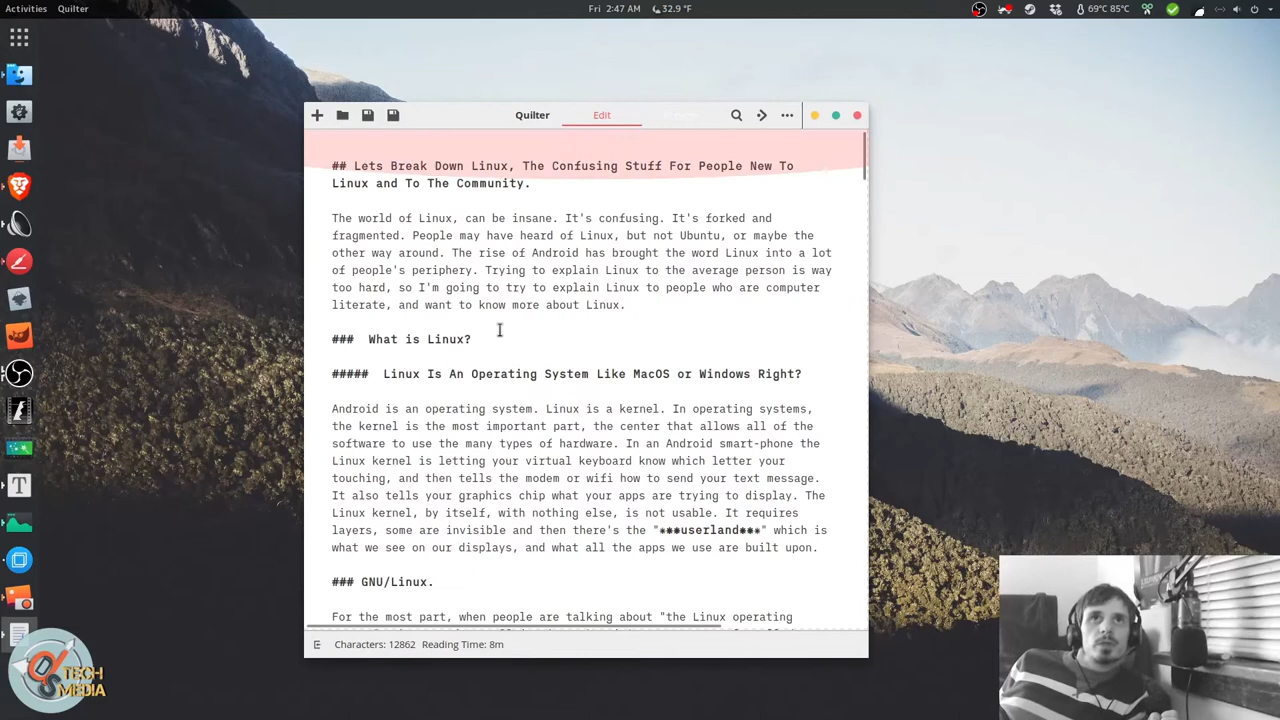 Activities Quilter Fri 2:47 AM 32.9 °F 69°C 85°C
Quilter Edit
## Lets Break Down Linux, The Confusing Stuff For People New To
Linux and To The Community.
The world of Linux, can be insane. It's confusing. It's forked and
fragmented. People may have heard of Linux, but not Ubuntu, or maybe the
other way around. The rise of Android has brought the word Linux into a lot
of people's periphery. Trying to explain Linux to the average person is way
too hard, so I'm going to try to explain Linux to people who are computer
literate, and want to know more about Linux.
### What is Linux?
##### Linux Is An Operating System Like MacOS or Windows Right?
Android is an operating system. Linux is a kernel. In operating systems,
the kernel is the most important part, the center that allows all of the
software to use the many types of hardware. In an Android smart-phone the
Linux kernel is letting your virtual keyboard know which letter your
touching, and then tells the modem or wifi how to send your text message.
It also tells your graphics chip what your apps are trying to display. The
Linux kernel, by itself, with nothing else, is not usable. It requires
layers, some are invisible and then there's the "***userland***" which is
what we see on our displays, and what all the apps we use are built upon.
### GNU/Linux.
For the most part, when people are talking about "the Linux operating
Characters: 12862 Reading Time: 8m
TECH
MEDIA